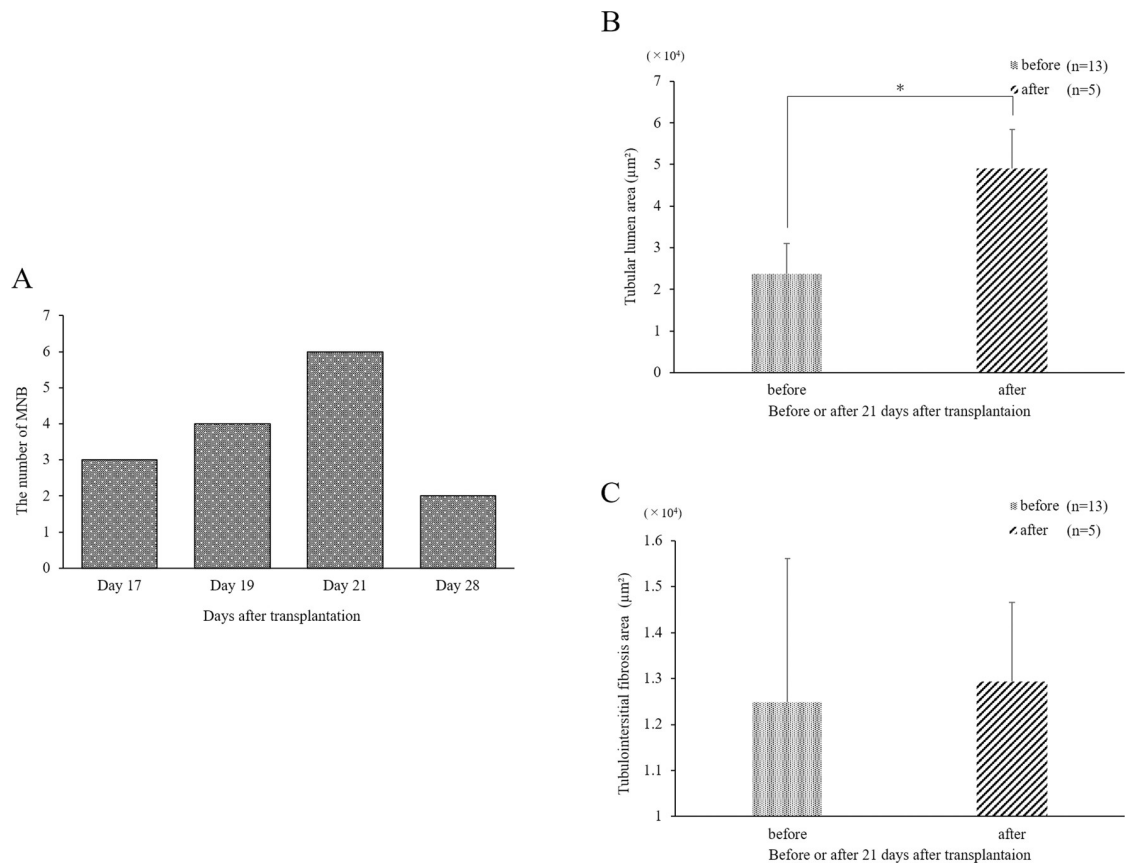 A
The number of MNB
7
6
5
4
3
2
1
0
Day 17 Day 19 Day 21 Day 28
Days after transplantation
B
(×10⁴)
before (n=13)
after (n=5)
Tubular lumen area (µm²)
7
6
5
4
3
2
1
0
*
before after
Before or after 21 days after transplantaion
C
(×10⁴)
before (n=13)
after (n=5)
Tubulointersitial fibrosis area (µm²)
1.6
1.5
1.4
1.3
1.2
1.1
1
before after
Before or after 21 days after transplantaion